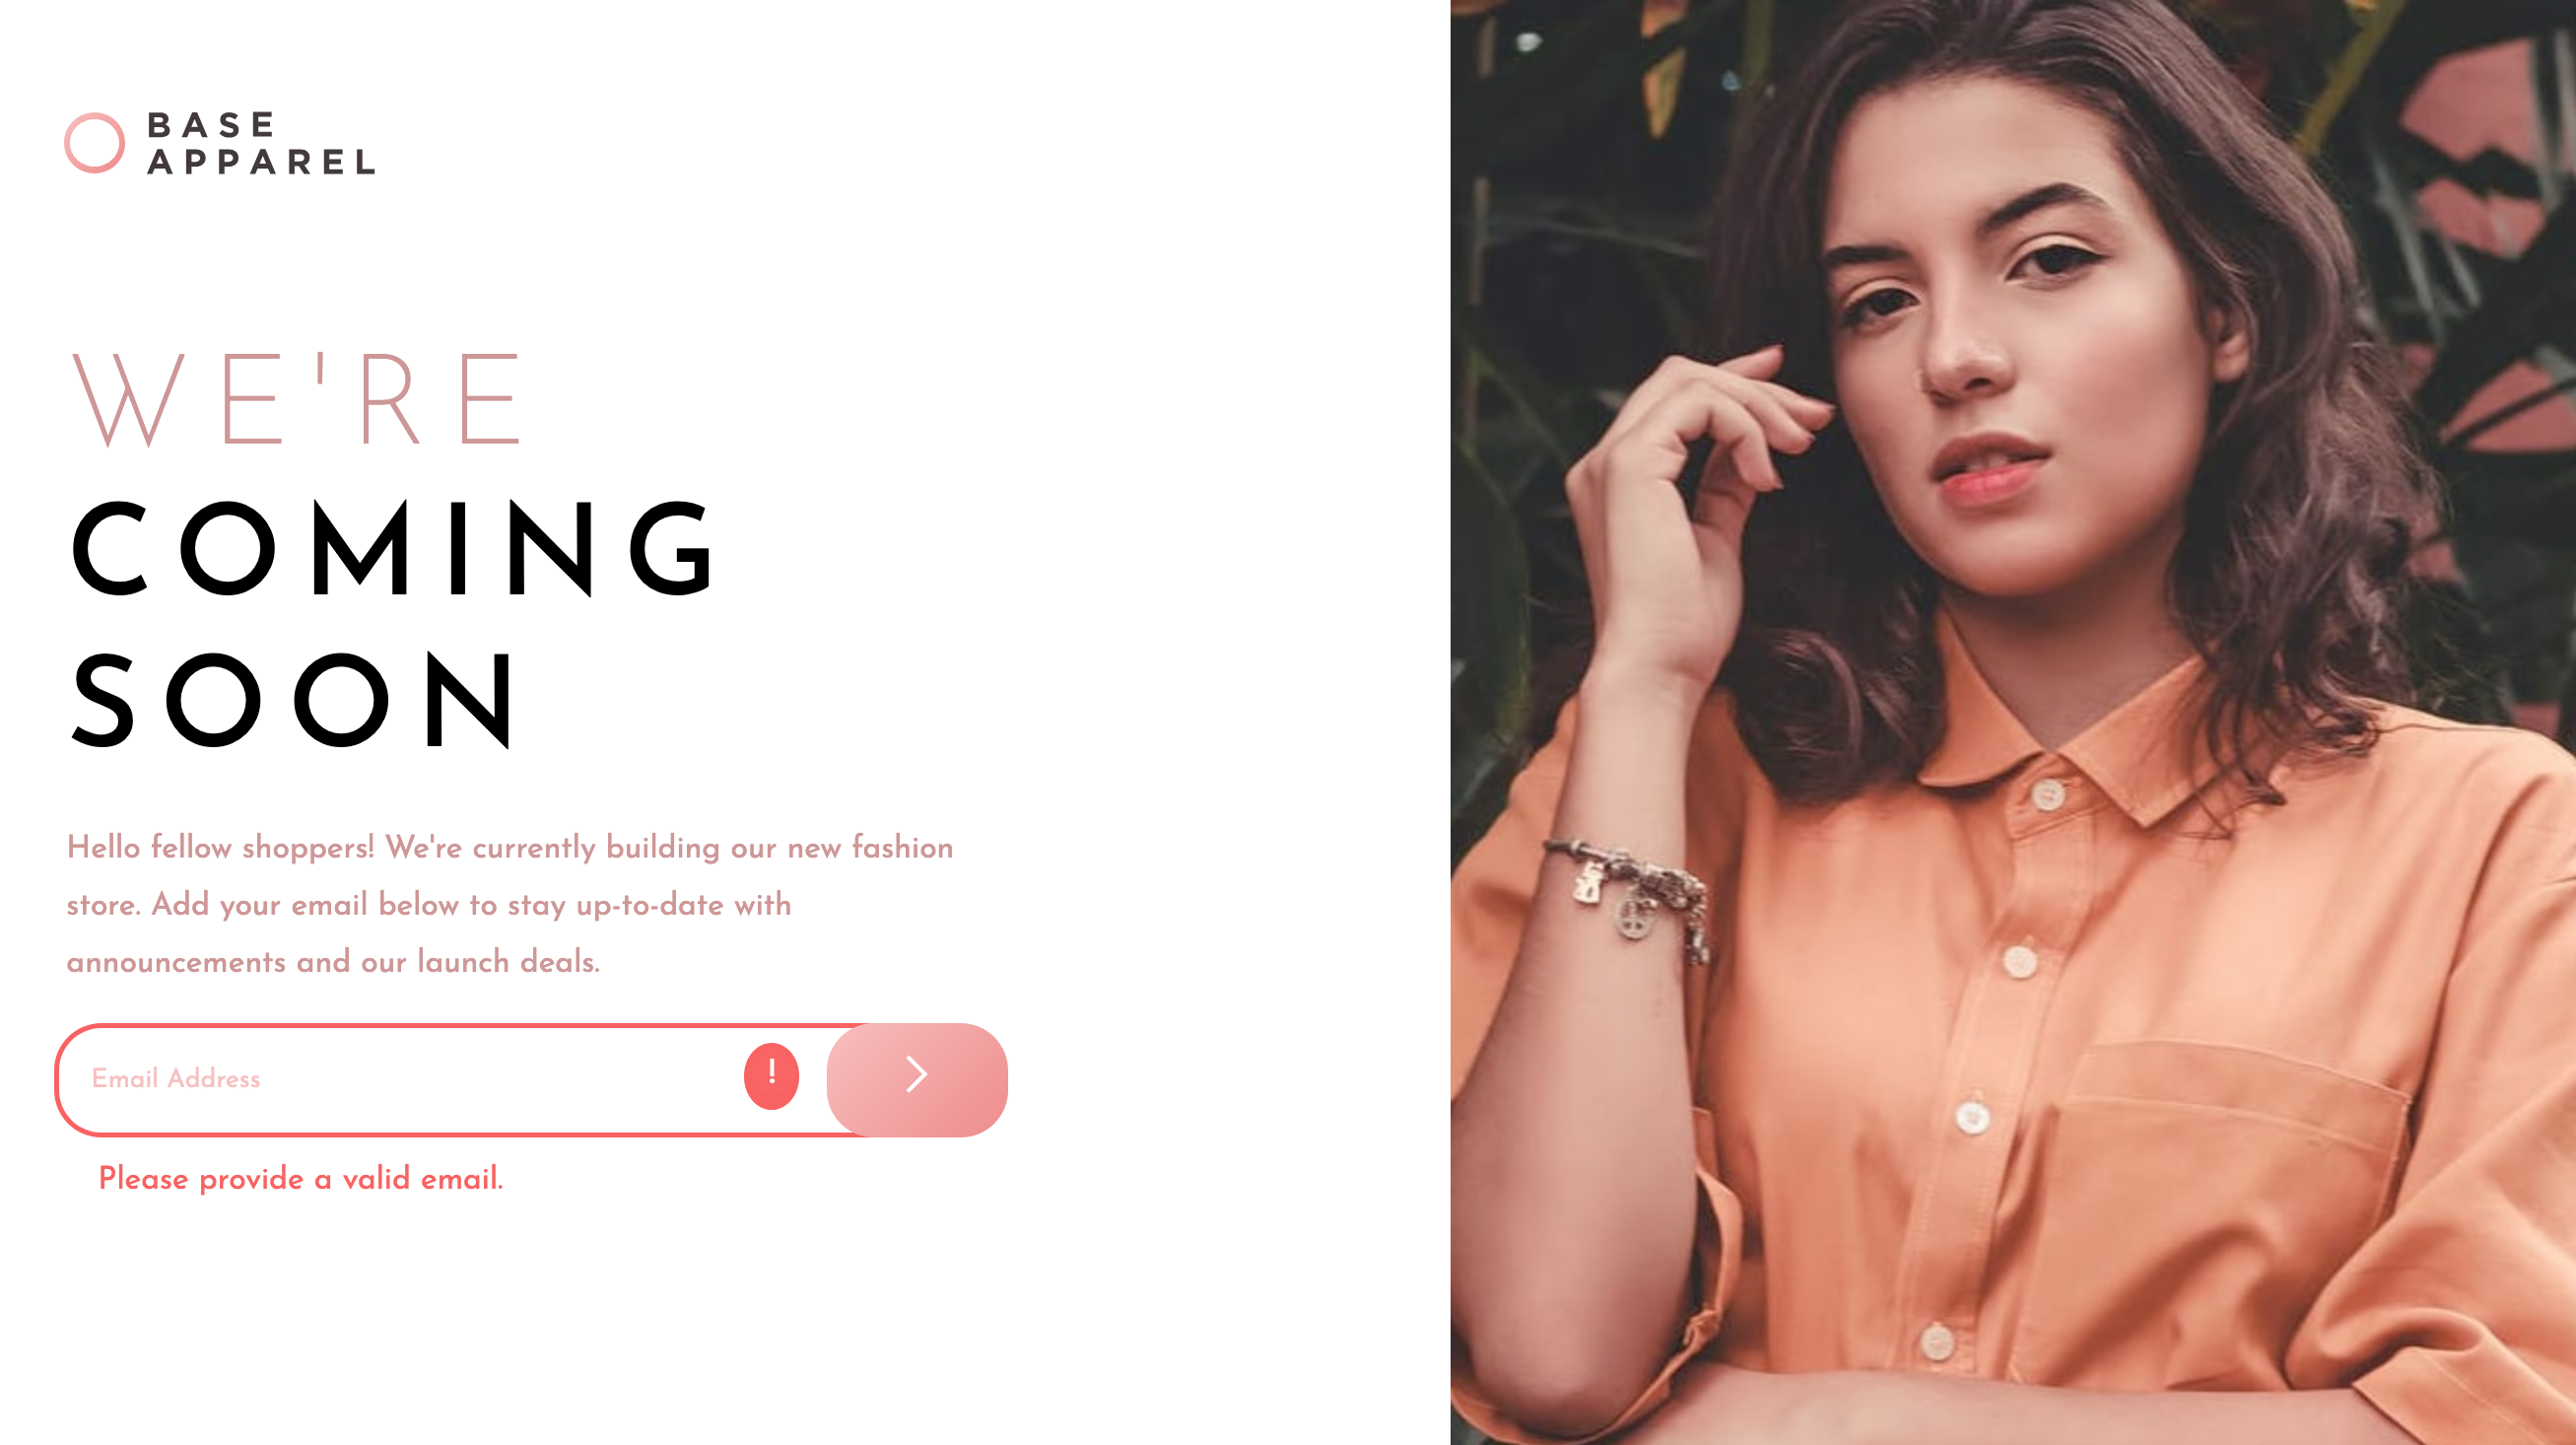 BASE
APPAREL
WE'RE
COMING
SOON
Hello fellow shoppers! We're currently building our new fashion
store. Add your email below to stay up-to-date with
announcements and our launch deals.
Email Address
!
Please provide a valid email.